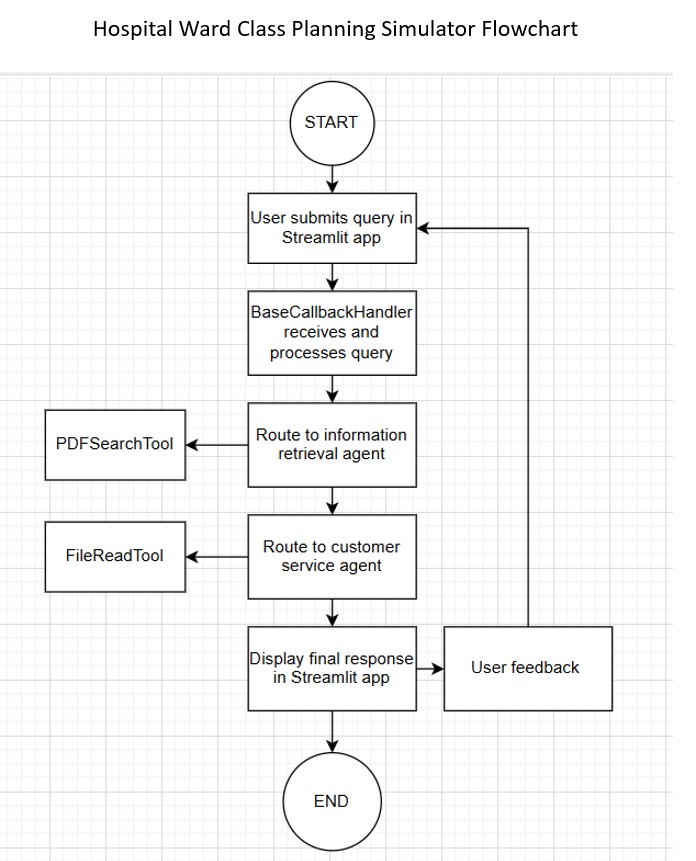 Hospital Ward Class Planning Simulator Flowchart
START
User submits query in
Streamlit app
BaseCallbackHandler
receives and
processes query
PDFSearchTool
Route to information
retrieval agent
FileReadTool
Route to customer
service agent
Display final response
in Streamlit app
User feedback
END